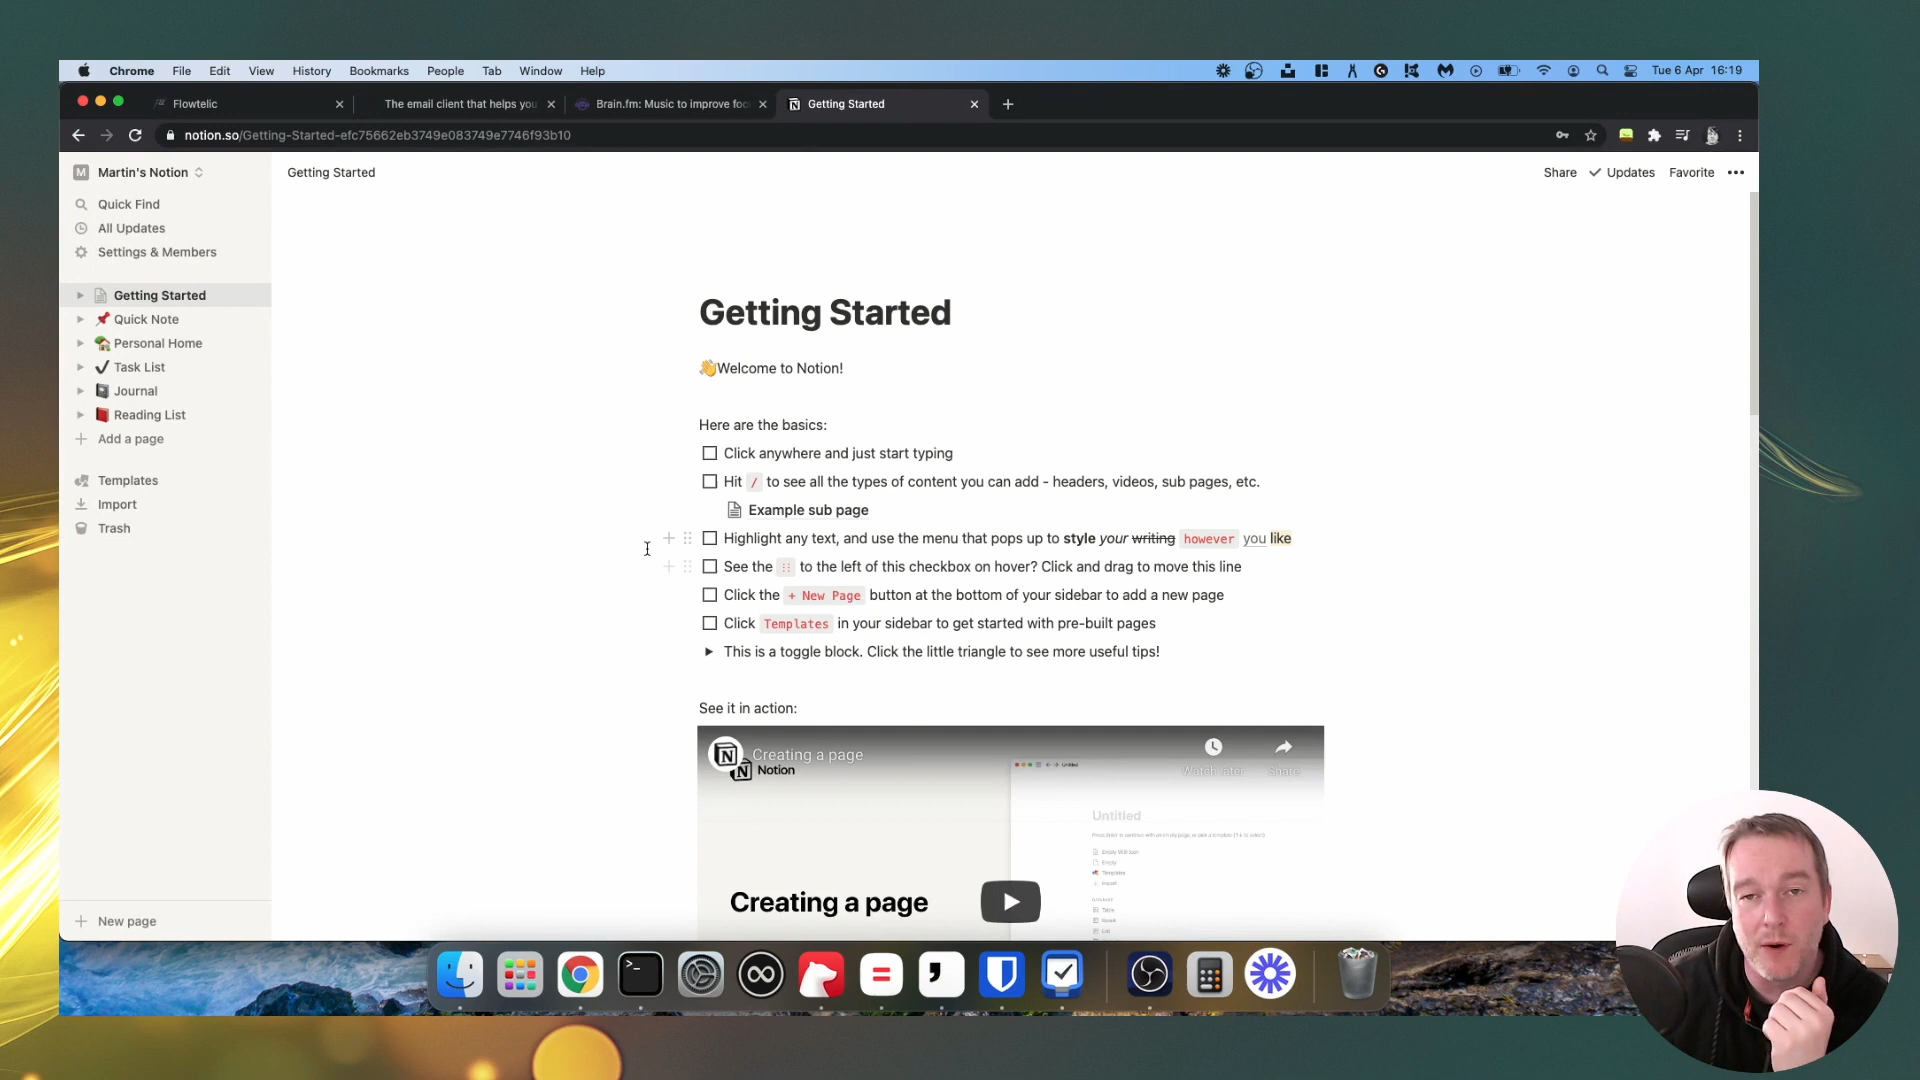 Chrome File Edit View History Bookmarks People Tab Window Help Tue 6 Apr 16:19
Flowtelic The email client that helps you Brain.fm: Music to improve foc Getting Started
notion.so/Getting-Started-efc75662eb3749e083749e7746f93b10
M Martin's Notion
Getting Started
Share Updates Favorite
Quick Find
All Updates
Settings & Members
Getting Started
Quick Note
Personal Home
Task List
Journal
Reading List
Add a page
Templates
Import
Trash
New page
Getting Started
👋Welcome to Notion!
Here are the basics:
Click anywhere and just start typing
Hit / to see all the types of content you can add - headers, videos, sub pages, etc.
Example sub page
Highlight any text, and use the menu that pops up to style your writing however you like
See the ⋮⋮ to the left of this checkbox on hover? Click and drag to move this line
Click the + New Page button at the bottom of your sidebar to add a new page
Click Templates in your sidebar to get started with pre-built pages
This is a toggle block. Click the little triangle to see more useful tips!
See it in action:
Creating a page
Notion
Watch later Share
Untitled
Untitled
Empty
Templates
Import
Table
Board
List
Creating a page